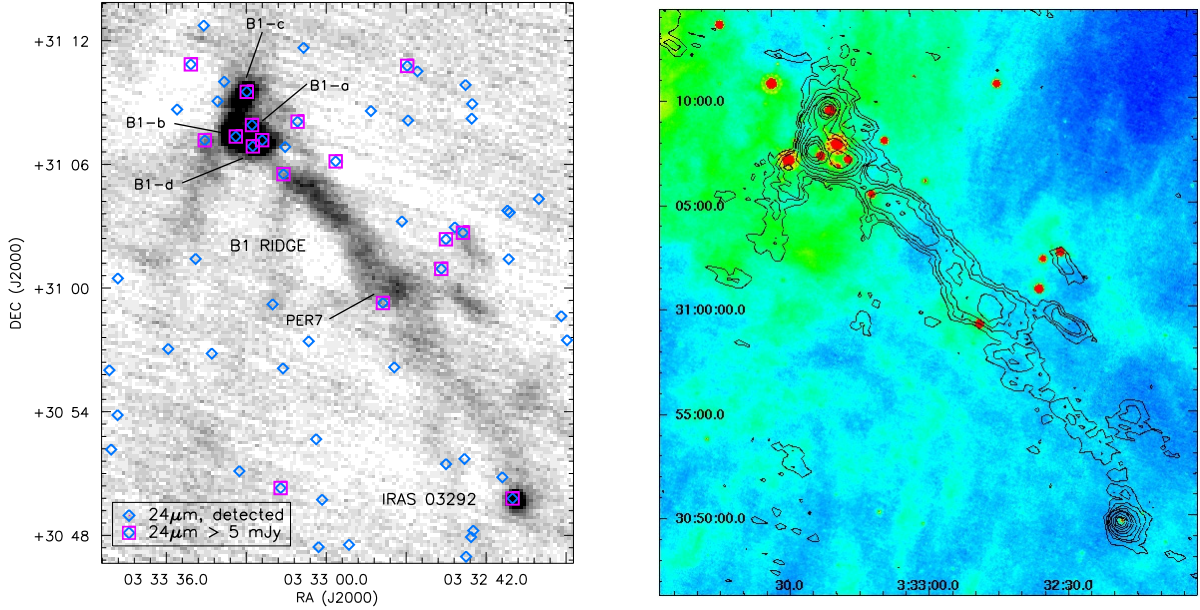 B1-c
+31 12
B1-a
B1-b
+31 06
B1-d
B1 RIDGE
DEC (J2000)
+31 00
PER7
+30 54
IRAS 03292
24μm, detected
24μm > 5 mJy
+30 48
03 33 36.0
03 33 00.0
03 32 42.0
RA (J2000)
10:00.0
05:00.0
31:00:00.0
55:00.0
30:50:00.0
30.0
3:33:00.0
32:30.0